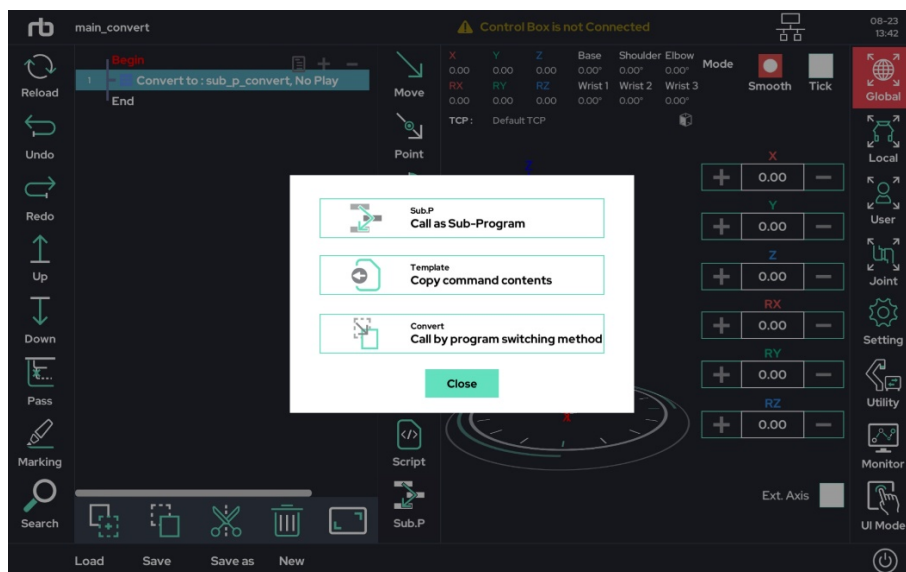 rb
main_convert
Control Box is not Connected
08-23
13:42
Reload
Undo
Redo
Up
Down
Pass
Marking
Search
Begin
1 Convert to : sub_p_convert, No Play
End
Move
Point
Script
Sub.P
X Y Z Base Shoulder Elbow
0.00 0.00 0.00 0.00° 0.00° 0.00°
RX RY RZ Wrist 1 Wrist 2 Wrist 3
0.00 0.00 0.00 0.00° 0.00° 0.00°
TCP : Default TCP
Mode
Smooth Tick
Sub.P
Call as Sub-Program
Template
Copy command contents
Convert
Call by program switching method
Close
X
X
0.00
Y
0.00
Z
0.00
RX
0.00
RY
0.00
RZ
0.00
Ext. Axis
Global
Local
User
Joint
Setting
Utility
Monitor
UI Mode
Load Save Save as New